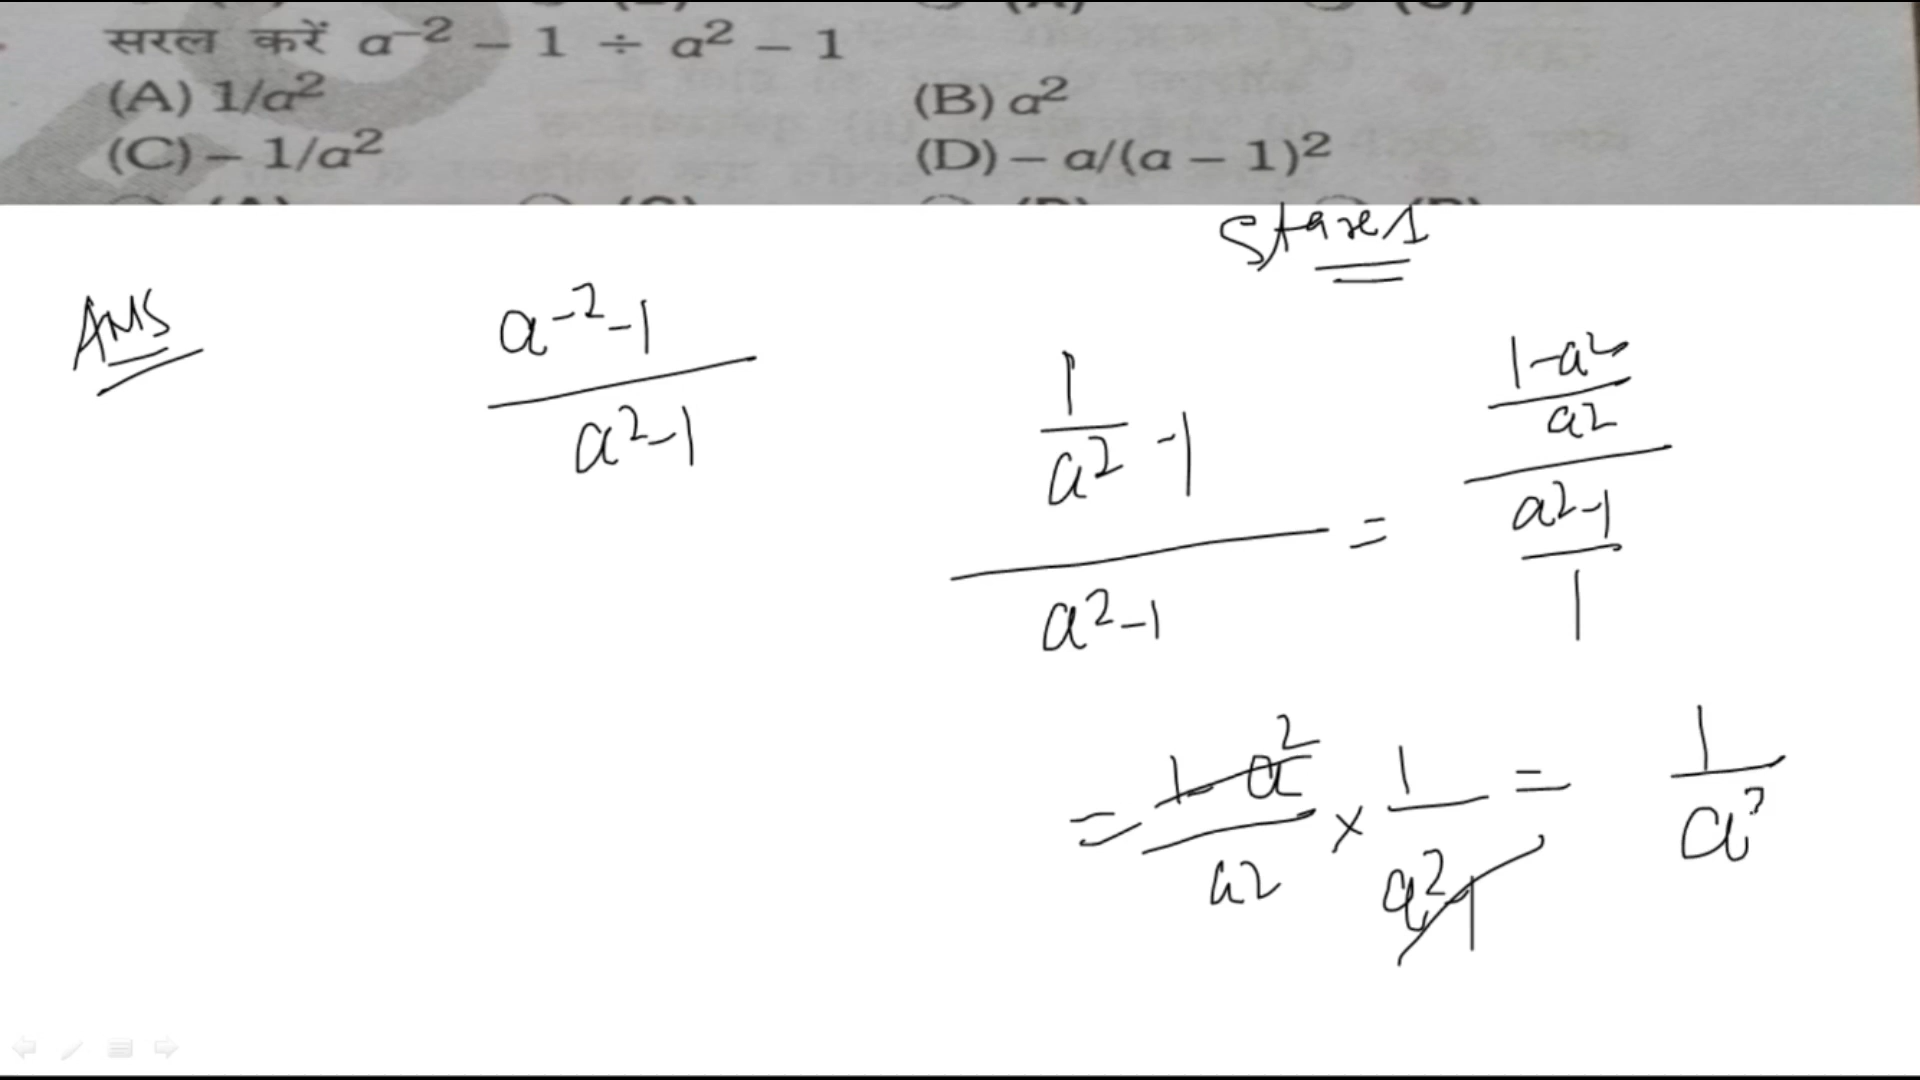 सरल करें a⁻² – 1 ÷ a² – 1
(A) 1/a²
(B) a²
(C) – 1/a²
(D) – a/(a – 1)²
Ans
a⁻²-1
a²-1
1
a² -1
a²-1
=
1-a²
a²
a²-1
1
= 1-a² × 1 = 1
a² a²-1 a²